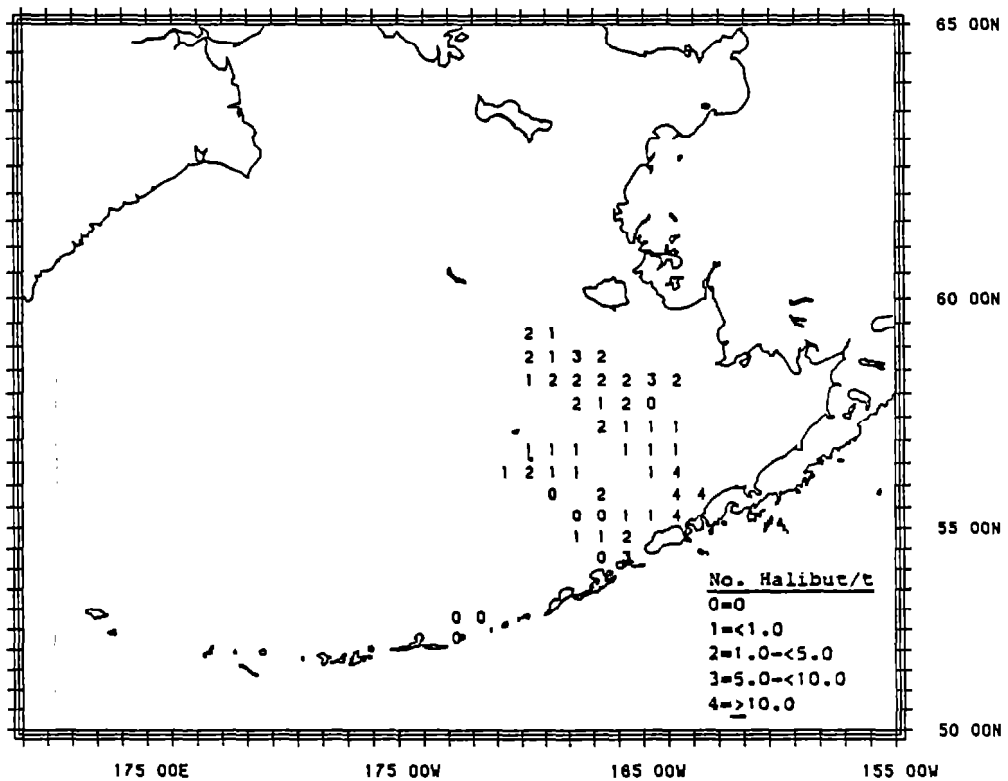 65 00N
60 00N
2 1
2 1 3 2
1 2 2 2 2 3 2
2 1 2 0
2 1 1 1
1 1 1 1 1 1
1 2 1 1 1 4
0 2 4 4
0 0 1 1 4
55 00N
1 1 2
0 3
No. Halibut/t
0=0
0 0
1=<1.0
0
2=1.0-<5.0
3=5.0-<10.0
4=≥10.0
50 00N
175 00E 175 00W 165 00W 155 00W